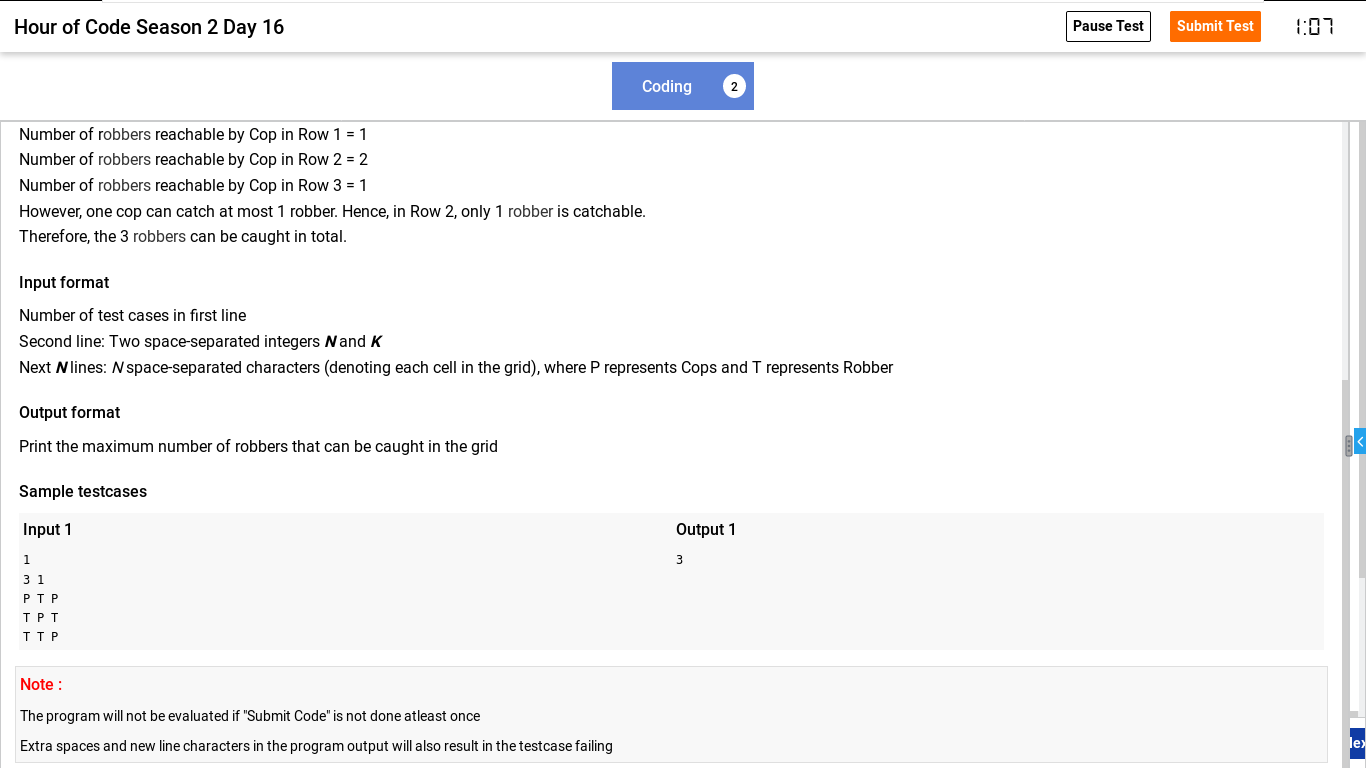 Hour of Code Season 2 Day 16
Pause Test
Submit Test
1:07
Coding
2
Number of robbers reachable by Cop in Row 1 = 1
Number of robbers reachable by Cop in Row 2 = 2
Number of robbers reachable by Cop in Row 3 = 1
However, one cop can catch at most 1 robber. Hence, in Row 2, only 1 robber is catchable.
Therefore, the 3 robbers can be caught in total.
Input format
Number of test cases in first line
Second line: Two space-separated integers N and K
Next N lines: N space-separated characters (denoting each cell in the grid), where P represents Cops and T represents Robber
Output format
Print the maximum number of robbers that can be caught in the grid
Sample testcases
Input 1
Output 1
1
3
3 1
P T P
T P T
T T P
Note :
The program will not be evaluated if "Submit Code" is not done atleast once
Extra spaces and new line characters in the program output will also result in the testcase failing